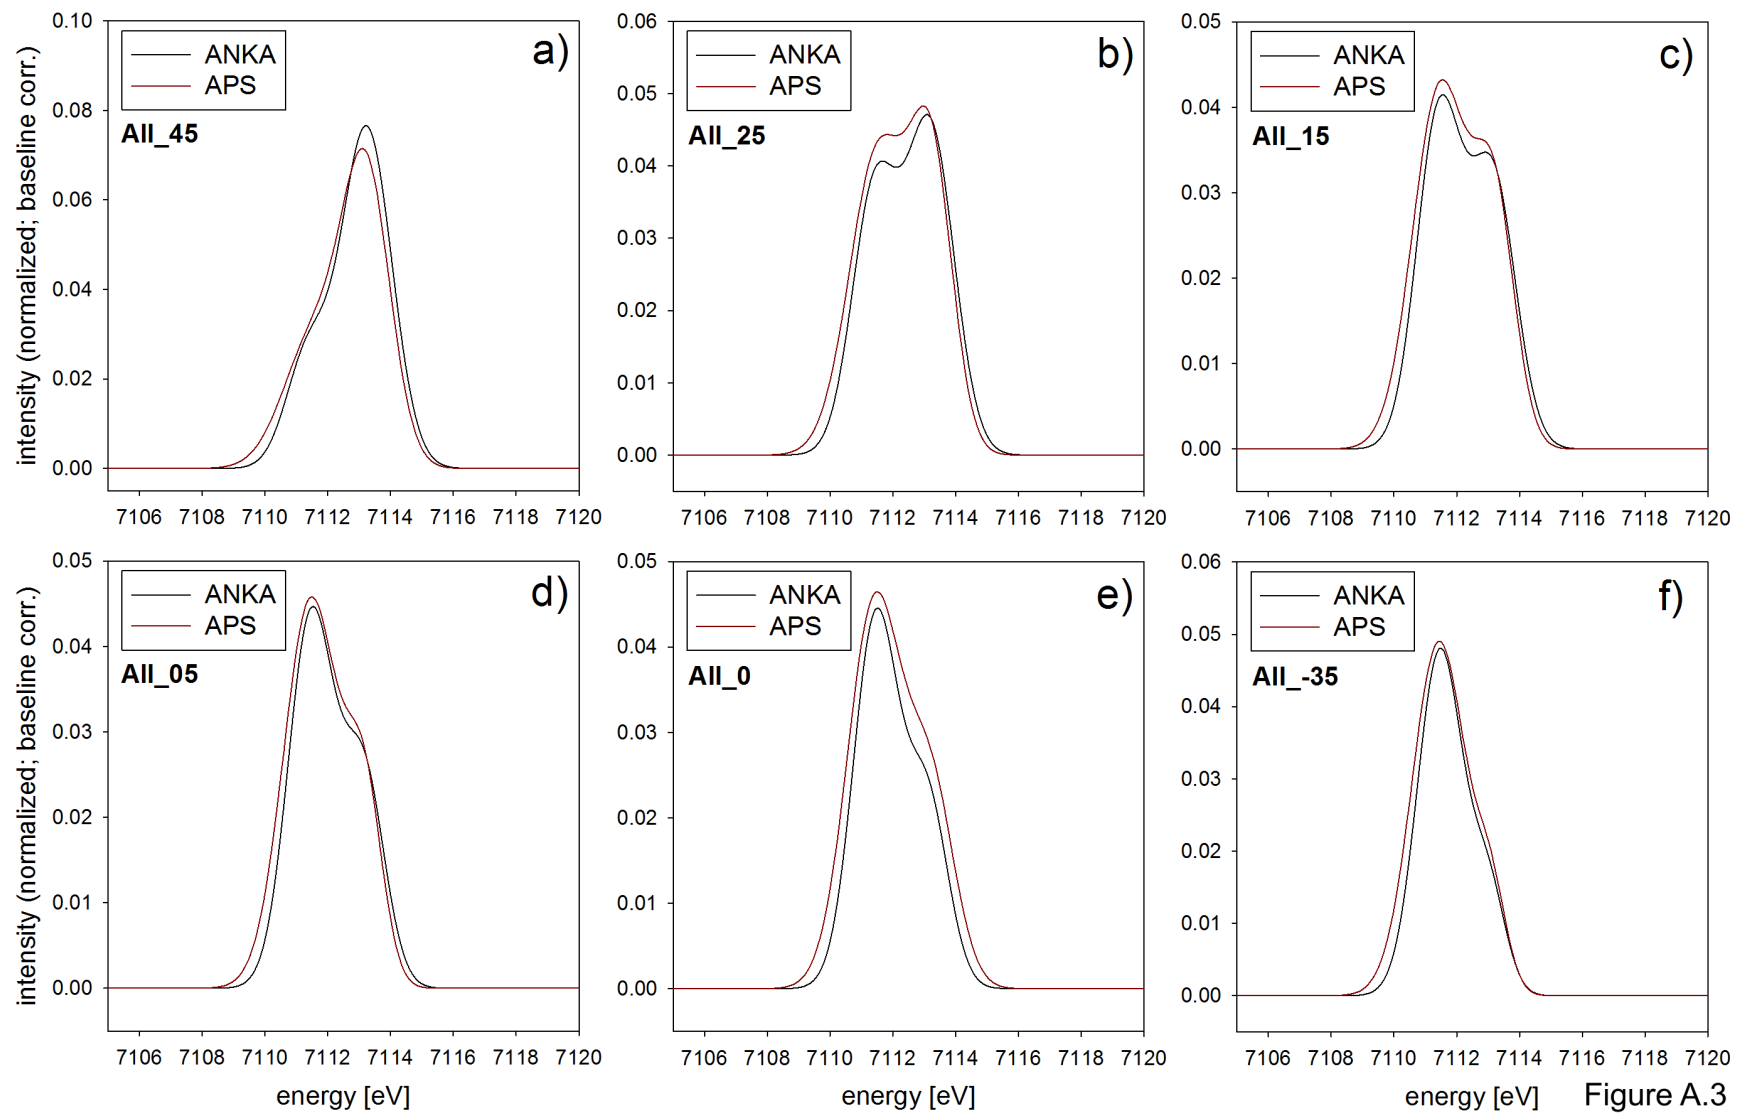 a)
ANKA
APS
All_45
0.10
0.08
0.06
0.04
0.02
0.00
7106 7108 7110 7112 7114 7116 7118 7120
intensity (normalized; baseline corr.)
b)
ANKA
APS
All_25
0.06
0.05
0.04
0.03
0.02
0.01
0.00
7106 7108 7110 7112 7114 7116 7118 7120
c)
ANKA
APS
All_15
0.05
0.04
0.03
0.02
0.01
0.00
7106 7108 7110 7112 7114 7116 7118 7120
d)
ANKA
APS
All_05
0.05
0.04
0.03
0.02
0.01
0.00
7106 7108 7110 7112 7114 7116 7118 7120
intensity (normalized; baseline corr.)
energy [eV]
e)
ANKA
APS
All_0
0.05
0.04
0.03
0.02
0.01
0.00
7106 7108 7110 7112 7114 7116 7118 7120
f)
ANKA
APS
All_-35
0.06
0.05
0.04
0.03
0.02
0.01
0.00
7106 7108 7110 7112 7114 7116 7118 7120
energy [eV]
Figure A.3